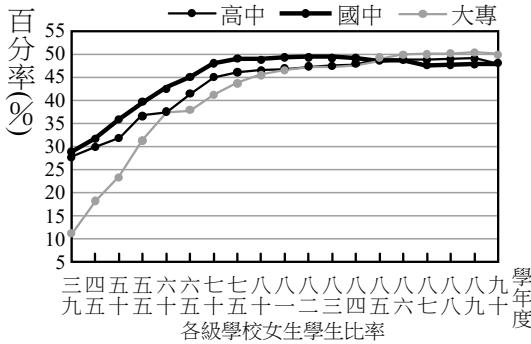 高中 國中 大專
百分率(%)
55
50
45
40
35
30
25
20
15
10
5
三九 四五 五十 五五 六十 六五 七十 七五 八十 八一 八二 八三 八四 八五 八六 八七 八八 八九 九十
學年度
各級學校女生學生比率